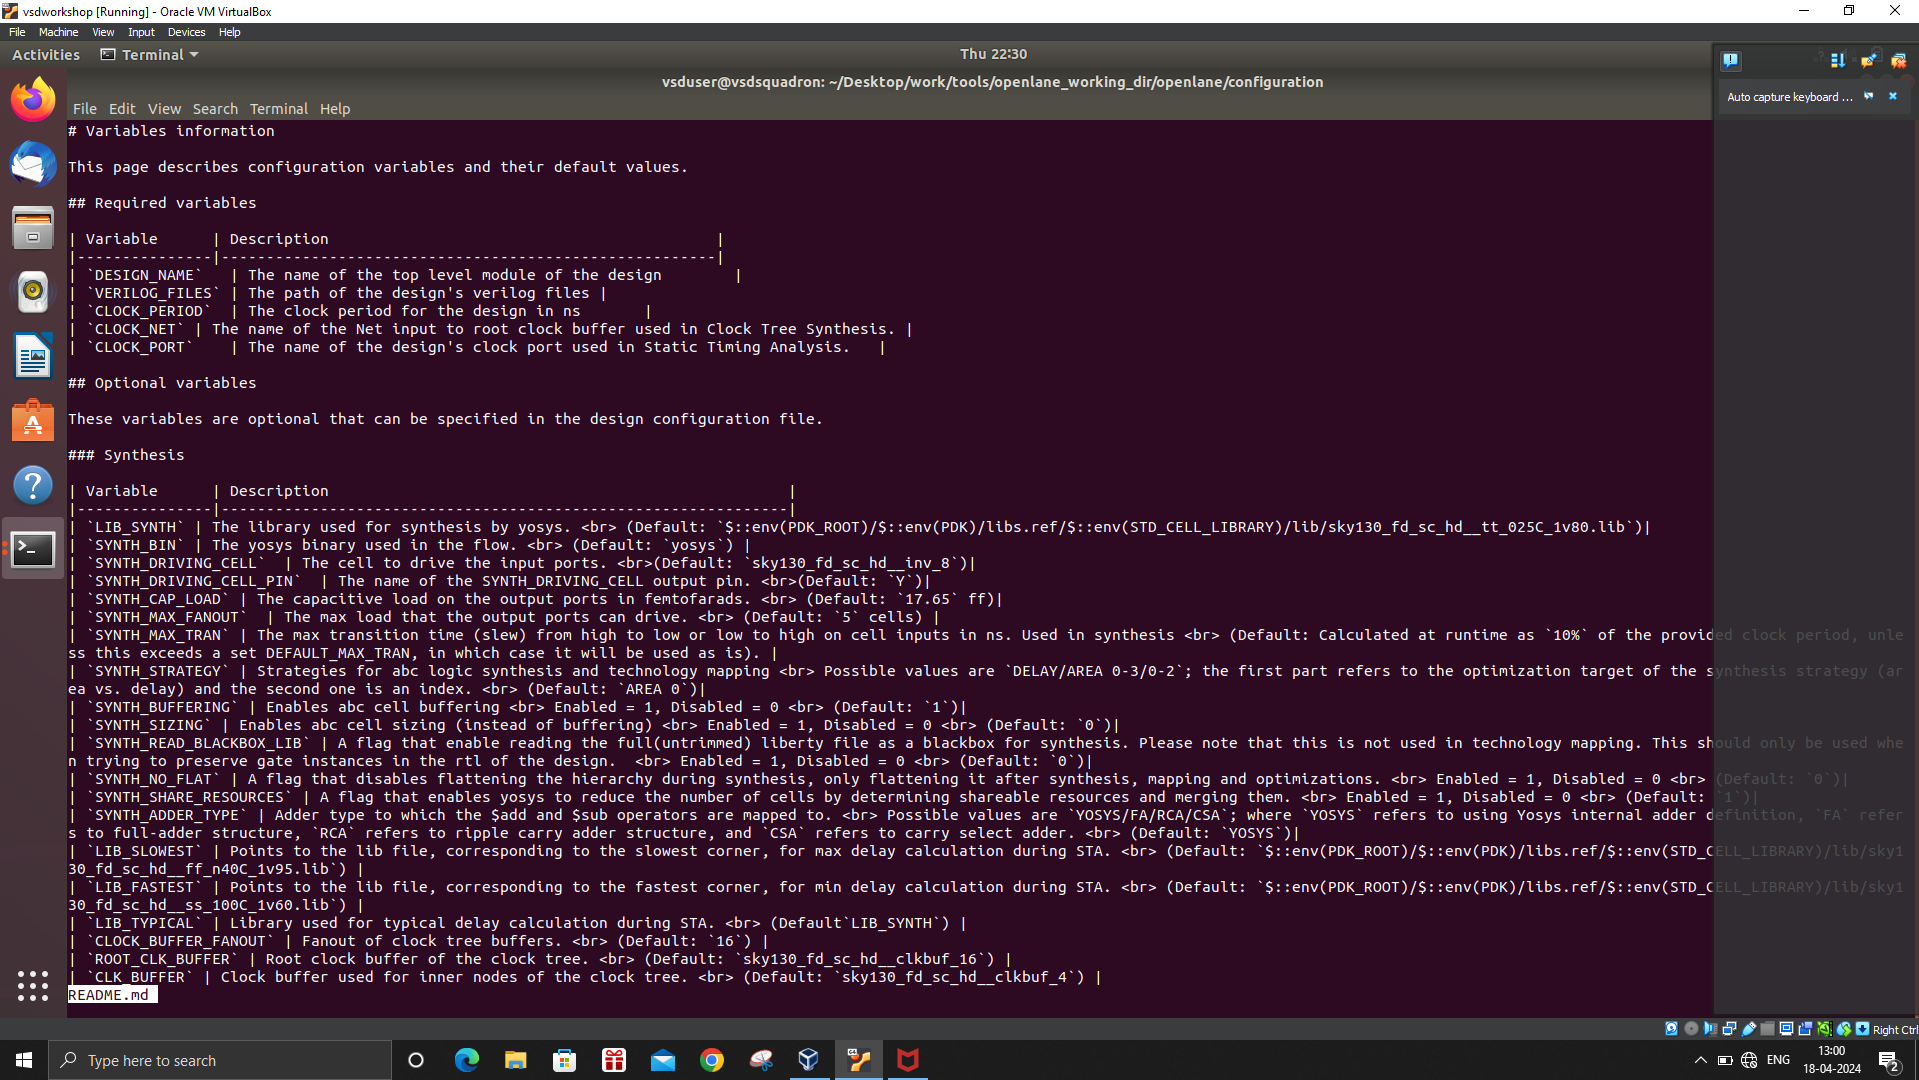 vsdworkshop [Running] - Oracle VM VirtualBox
File Machine View Input Devices Help
Activities Terminal Thu 22:30
vsduser@vsdsquadron: ~/Desktop/work/tools/openlane_working_dir/openlane/configuration
Auto capture keyboard ...
File Edit View Search Terminal Help
# Variables information
This page describes configuration variables and their default values.
## Required variables
| Variable | Description |
|---------------|-------------------------------------------------------|
| `DESIGN_NAME` | The name of the top level module of the design |
| `VERILOG_FILES` | The path of the design's verilog files |
| `CLOCK_PERIOD` | The clock period for the design in ns |
| `CLOCK_NET` | The name of the Net input to root clock buffer used in Clock Tree Synthesis. |
| `CLOCK_PORT` | The name of the design's clock port used in Static Timing Analysis. |
## Optional variables
These variables are optional that can be specified in the design configuration file.
### Synthesis
| Variable | Description |
|---------------|---------------------------------------------------------------|
| `LIB_SYNTH` | The library used for synthesis by yosys. <br> (Default: `$::env(PDK_ROOT)/$::env(PDK)/libs.ref/$::env(STD_CELL_LIBRARY)/lib/sky130_fd_sc_hd__tt_025C_1v80.lib`)|
| `SYNTH_BIN` | The yosys binary used in the flow. <br> (Default: `yosys`) |
| `SYNTH_DRIVING_CELL` | The cell to drive the input ports. <br>(Default: `sky130_fd_sc_hd__inv_8`)|
| `SYNTH_DRIVING_CELL_PIN` | The name of the SYNTH_DRIVING_CELL output pin. <br>(Default: `Y`)|
| `SYNTH_CAP_LOAD` | The capacitive load on the output ports in femtofarads. <br> (Default: `17.65` ff)|
| `SYNTH_MAX_FANOUT` | The max load that the output ports can drive. <br> (Default: `5` cells) |
| `SYNTH_MAX_TRAN` | The max transition time (slew) from high to low or low to high on cell inputs in ns. Used in synthesis <br> (Default: Calculated at runtime as `10%` of the provided clock period, unle
ss this exceeds a set DEFAULT_MAX_TRAN, in which case it will be used as is). |
| `SYNTH_STRATEGY` | Strategies for abc logic synthesis and technology mapping <br> Possible values are `DELAY/AREA 0-3/0-2`; the first part refers to the optimization target of the synthesis strategy (ar
ea vs. delay) and the second one is an index. <br> (Default: `AREA 0`)|
| `SYNTH_BUFFERING` | Enables abc cell buffering <br> Enabled = 1, Disabled = 0 <br> (Default: `1`)|
| `SYNTH_SIZING` | Enables abc cell sizing (instead of buffering) <br> Enabled = 1, Disabled = 0 <br> (Default: `0`)|
| `SYNTH_READ_BLACKBOX_LIB` | A flag that enable reading the full(untrimmed) liberty file as a blackbox for synthesis. Please note that this is not used in technology mapping. This should only be used whe
n trying to preserve gate instances in the rtl of the design. <br> Enabled = 1, Disabled = 0 <br> (Default: `0`)|
| `SYNTH_NO_FLAT` | A flag that disables flattening the hierarchy during synthesis, only flattening it after synthesis, mapping and optimizations. <br> Enabled = 1, Disabled = 0 <br> (Default: `0`)|
| `SYNTH_SHARE_RESOURCES` | A flag that enables yosys to reduce the number of cells by determining shareable resources and merging them. <br> Enabled = 1, Disabled = 0 <br> (Default: `1`)|
| `SYNTH_ADDER_TYPE` | Adder type to which the $add and $sub operators are mapped to. <br> Possible values are `YOSYS/FA/RCA/CSA`; where `YOSYS` refers to using Yosys internal adder definition, `FA` refer
s to full-adder structure, `RCA` refers to ripple carry adder structure, and `CSA` refers to carry select adder. <br> (Default: `YOSYS`)|
| `LIB_SLOWEST` | Points to the lib file, corresponding to the slowest corner, for max delay calculation during STA. <br> (Default: `$::env(PDK_ROOT)/$::env(PDK)/libs.ref/$::env(STD_CELL_LIBRARY)/lib/sky1
30_fd_sc_hd__ff_n40C_1v95.lib`) |
| `LIB_FASTEST` | Points to the lib file, corresponding to the fastest corner, for min delay calculation during STA. <br> (Default: `$::env(PDK_ROOT)/$::env(PDK)/libs.ref/$::env(STD_CELL_LIBRARY)/lib/sky1
30_fd_sc_hd__ss_100C_1v60.lib`) |
| `LIB_TYPICAL` | Library used for typical delay calculation during STA. <br> (Default`LIB_SYNTH`) |
| `CLOCK_BUFFER_FANOUT` | Fanout of clock tree buffers. <br> (Default: `16`) |
| `ROOT_CLK_BUFFER` | Root clock buffer of the clock tree. <br> (Default: `sky130_fd_sc_hd__clkbuf_16`) |
| `CLK_BUFFER` | Clock buffer used for inner nodes of the clock tree. <br> (Default: `sky130_fd_sc_hd__clkbuf_4`) |
README.md
Right Ctrl
Type here to search
ENG
13:00
18-04-2024
2